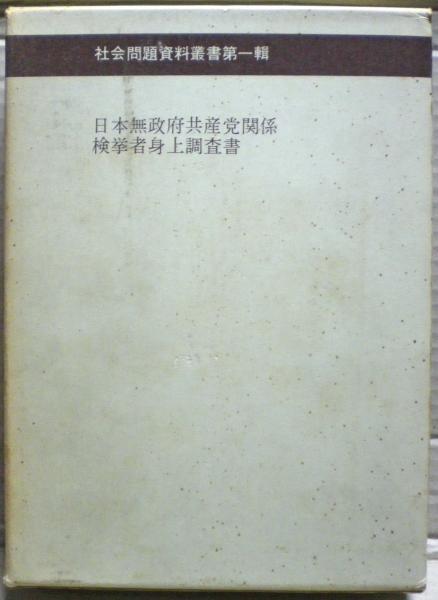 社会問題資料叢書第一輯
日本無政府共産党関係
検挙者身上調査書